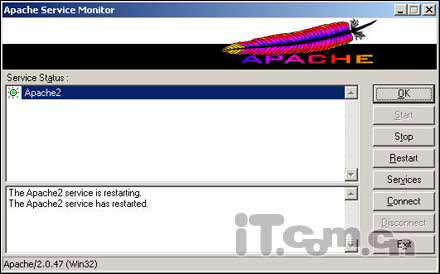 Apache Service Monitor
APACHE
Service Status :
Apache2
OK
Start
Stop
Restart
Services
Connect
Disconnect
Exit
The Apache2 service is restarting.
The Apache2 service has restarted.
iT.com.cn
Apache/2.0.47 (Win32)